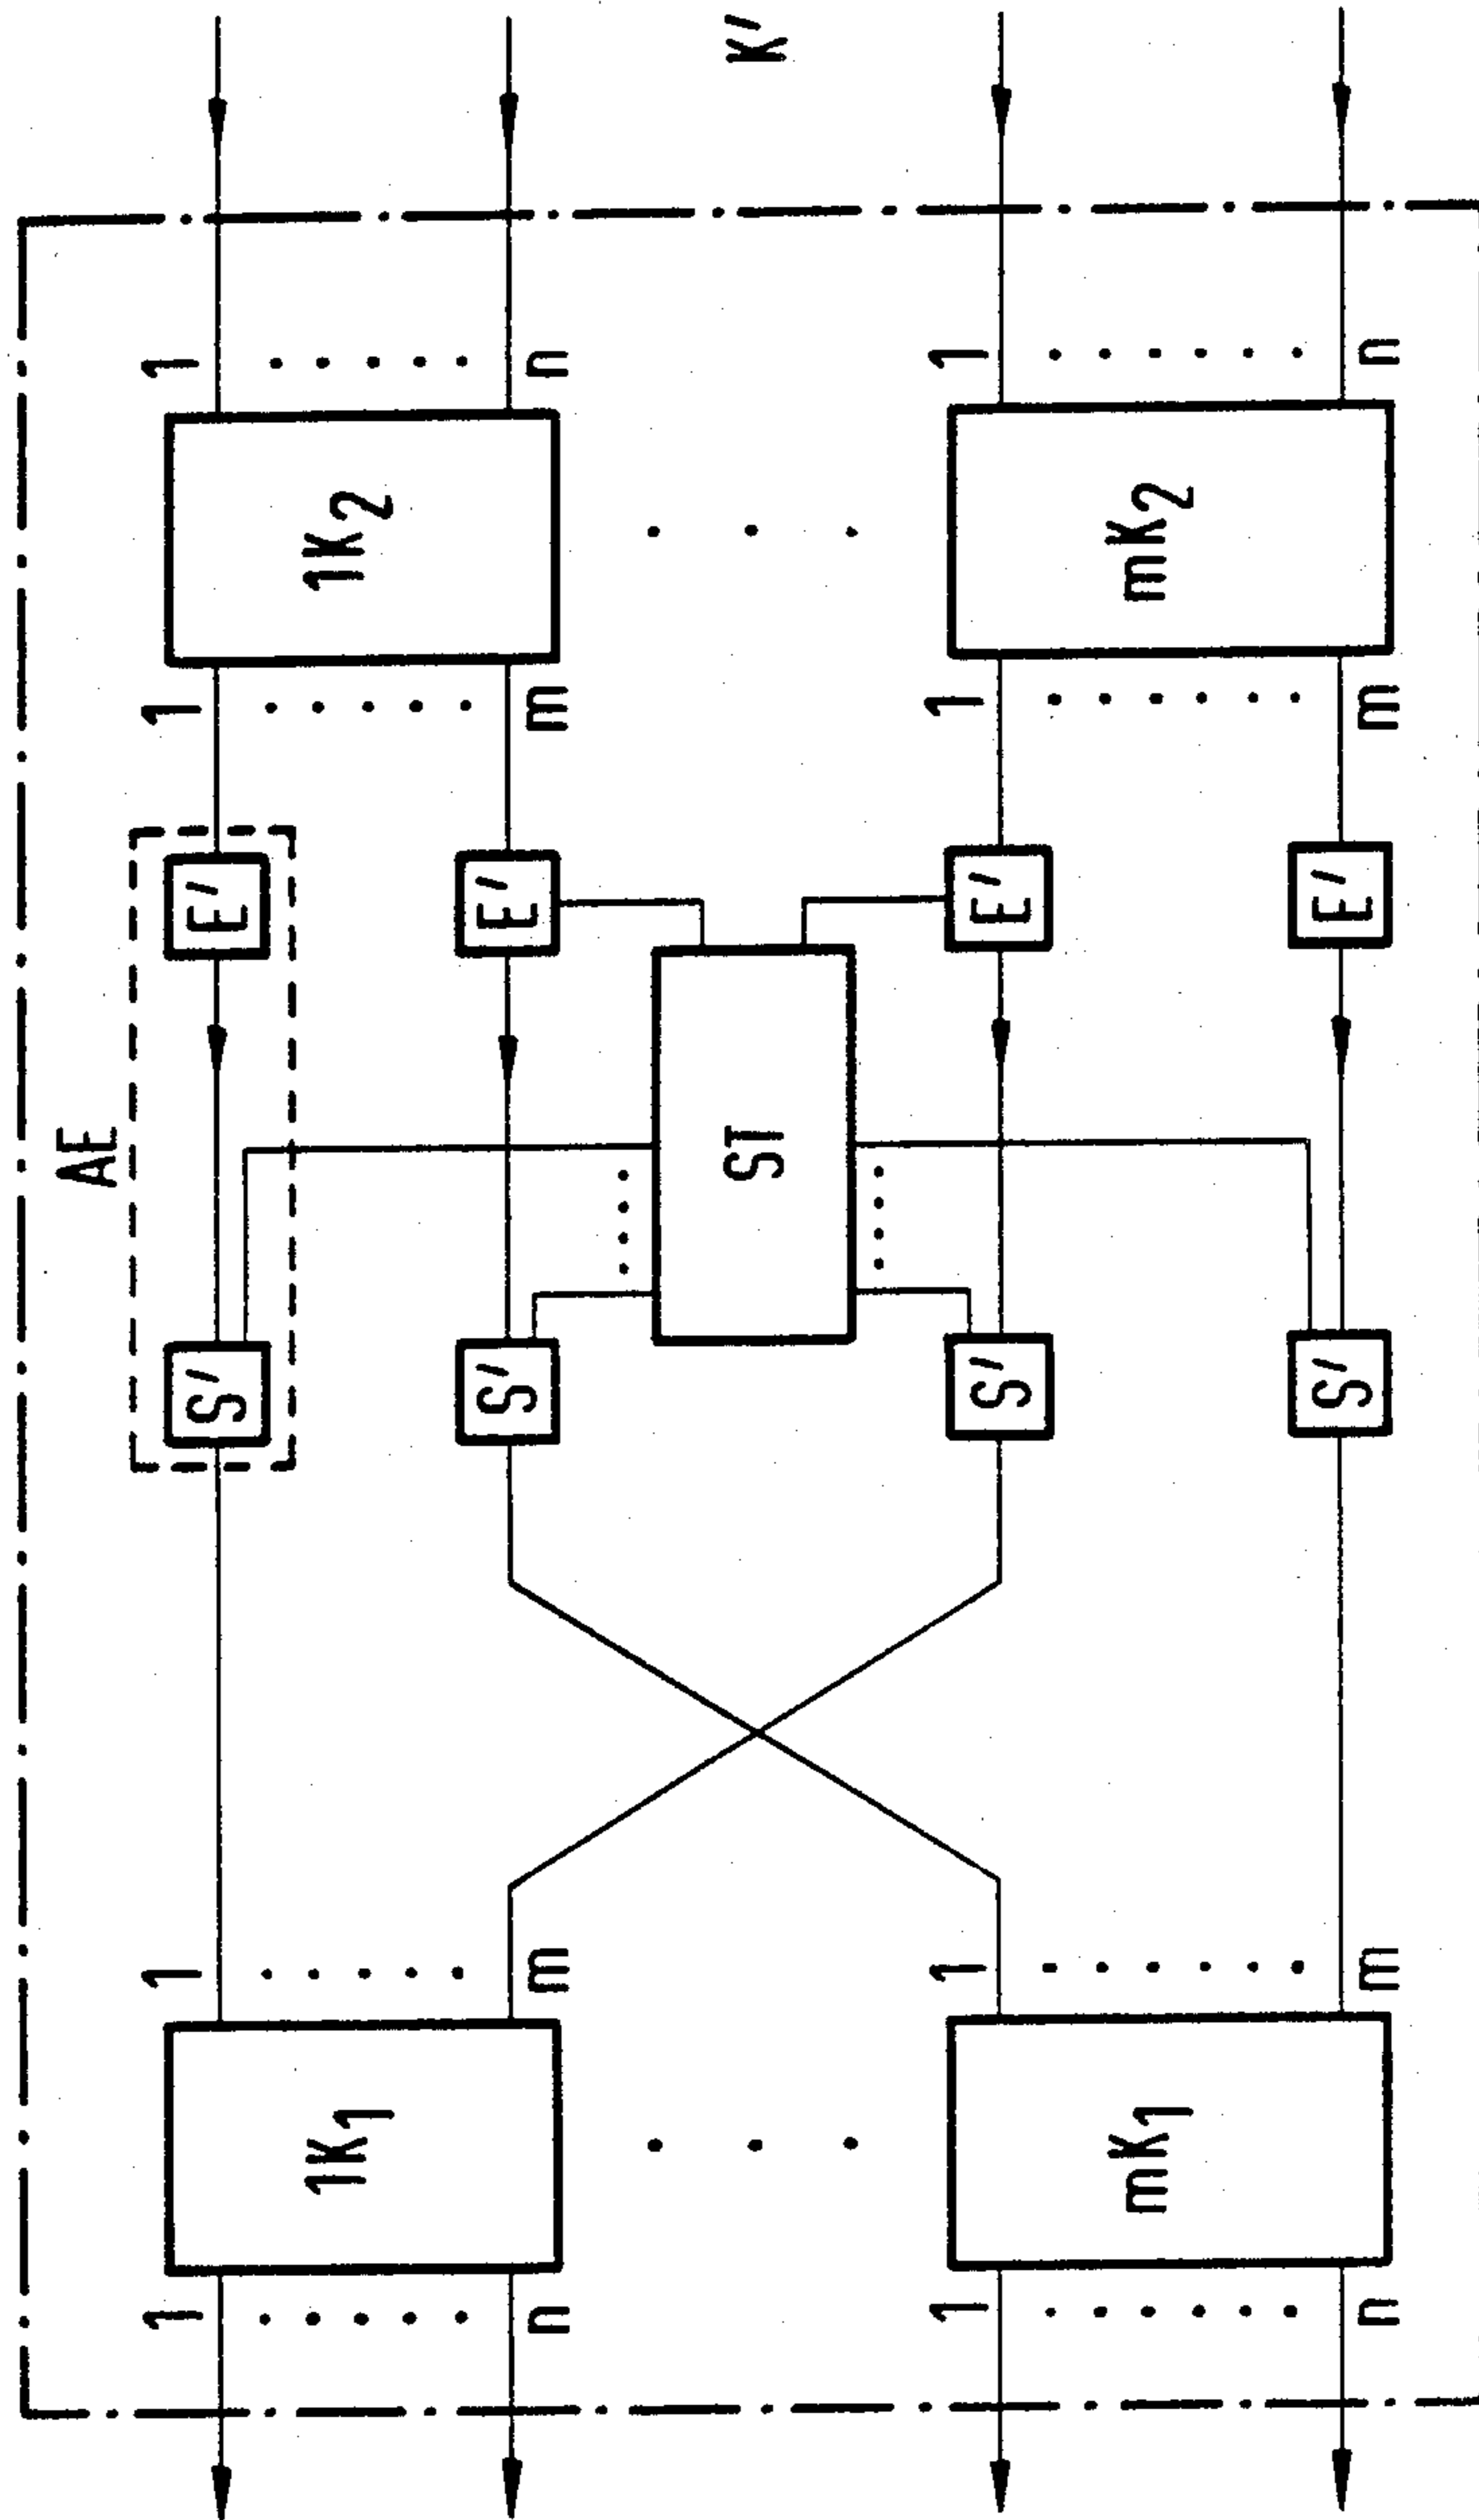 AE
1 1 1 1
S' E'
1K₁ 1K₂
S' E'
n m m n
ST K'
1 1 1 1
S' E'
mK₁ mK₂
S' E'
n m m n